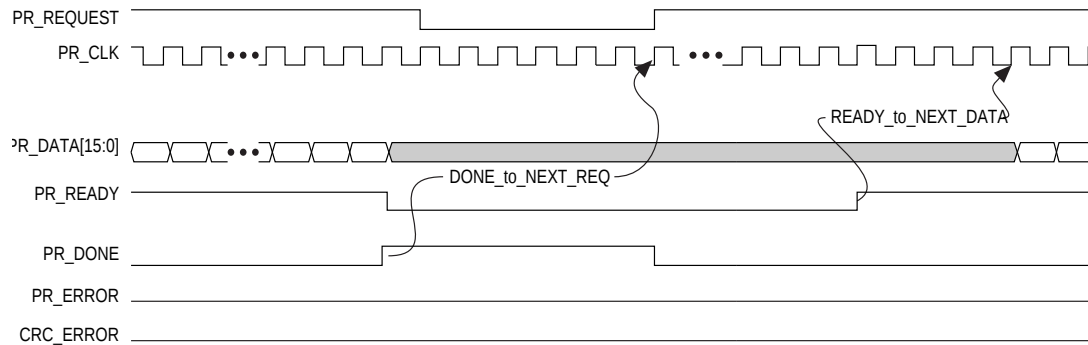 PR_REQUEST
PR_CLK
READY_to_NEXT_DATA
PR_DATA[15:0]
DONE_to_NEXT_REQ
PR_READY
PR_DONE
PR_ERROR
CRC_ERROR